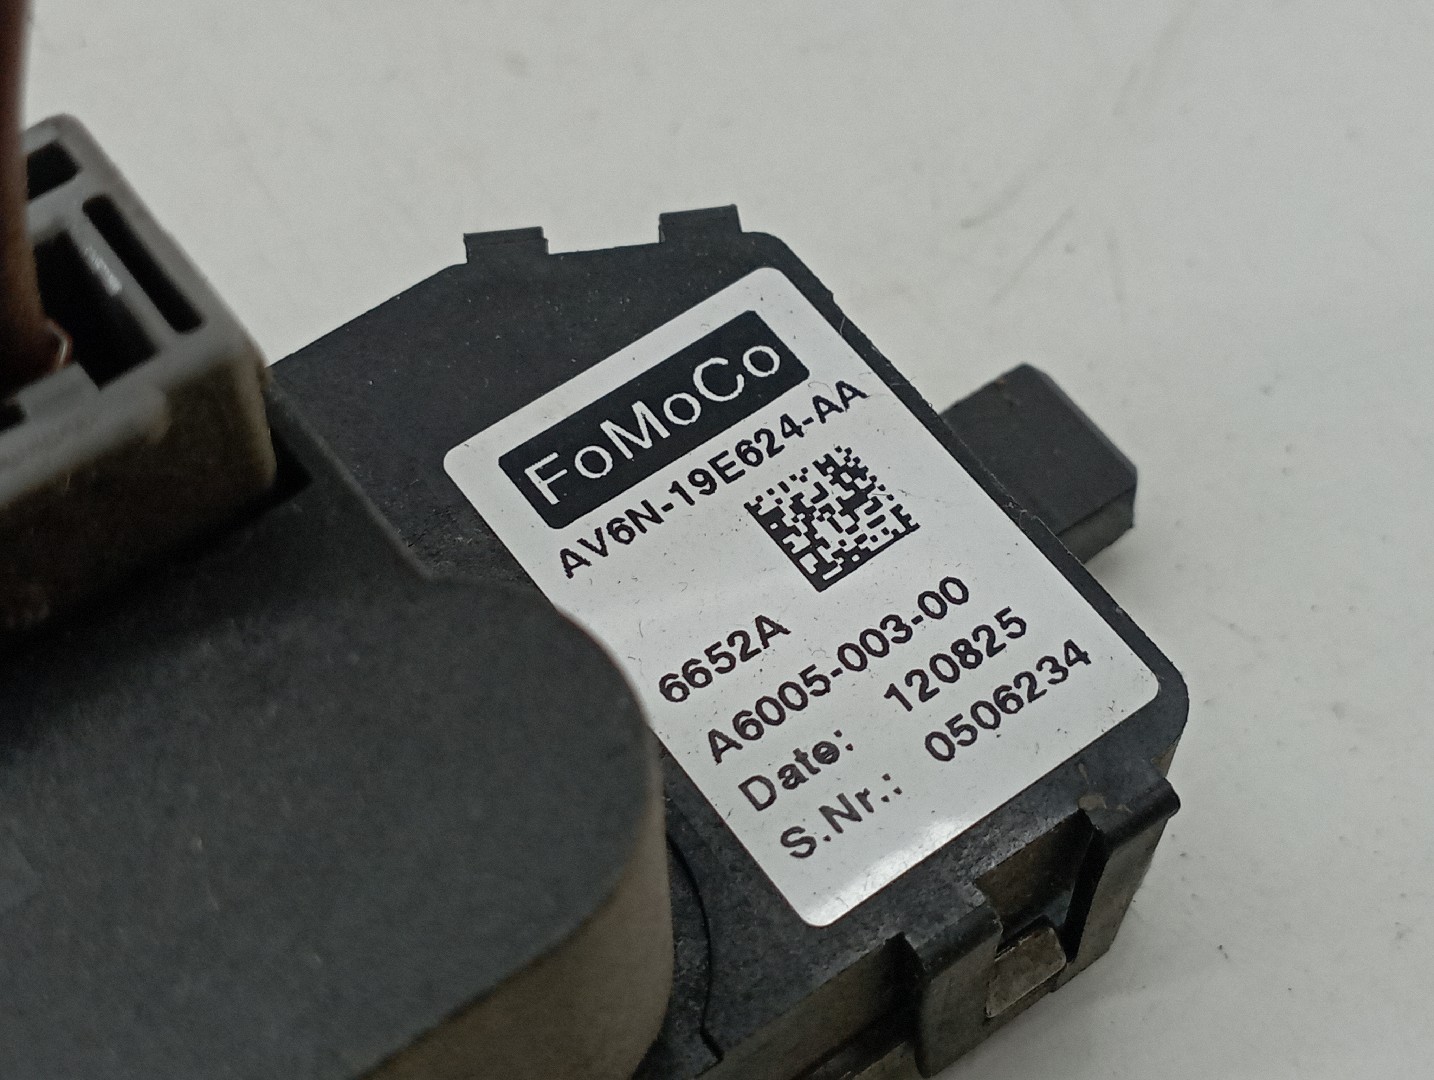 FoMoCo
AV6N-19E624-AA
6652A
A6005-003-00
Date: 120825
S.Nr.: 0506234